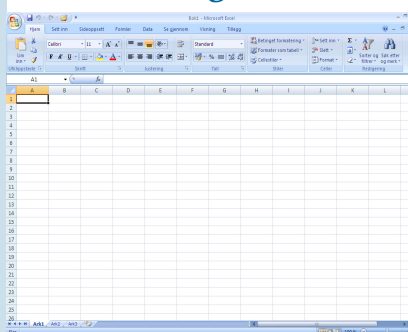 Bok1 - Microsoft Excel
Hjem Sett inn Sideoppsett Formler Data Se gjennom Visning Tillegg
Calibri 11 A A Standard Betinget formatering Sett inn Σ
Lim inn F K U A % 000 Formater som tabell Slett Sorter og filtrer Søk etter og merk
Cellestiler Format
Utklippstavle Skrift Justering Tall Stiler Celler Redigering
A1 fx
A B C D E F G H I J K L
1
2
3
4
5
6
7
8
9
10
11
12
13
14
15
16
17
18
19
20
21
22
23
24
25
26
Ark1 Ark2 Ark3